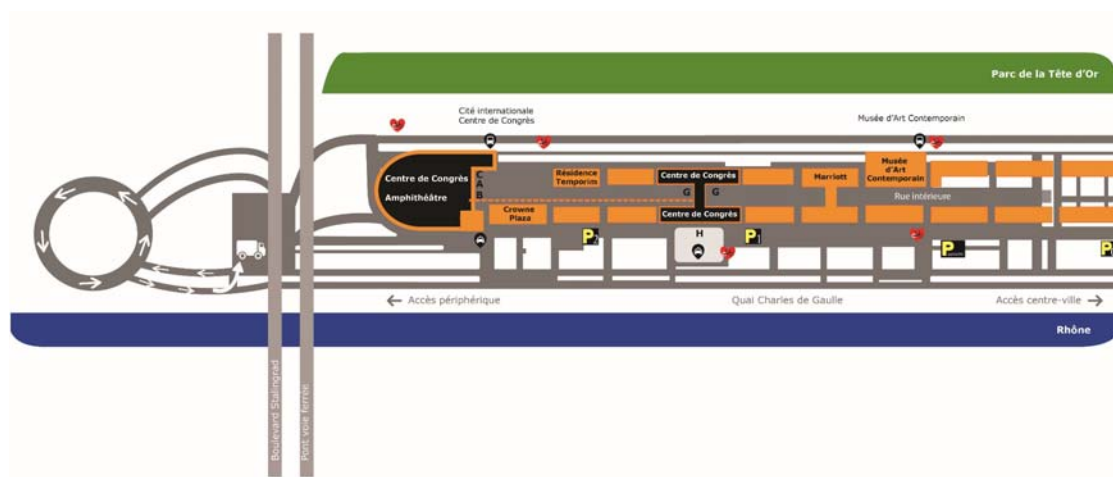 Parc de la Tête d'Or
Cité internationale
Centre de Congrès
Musée d'Art Contemporain
Centre de Congrès
Amphithéâtre
C
A
B
Résidence
Temporim
Centre de Congrès
Marriott
Musée
d'Art
Contemporain
G G
Rue intérieure
Crowne
Plaza
Centre de Congrès
H
P
P
P
Accès périphérique
Quai Charles de Gaulle
Accès centre-ville
Rhône
Boulevard Stalingrad
Pont voie ferrée